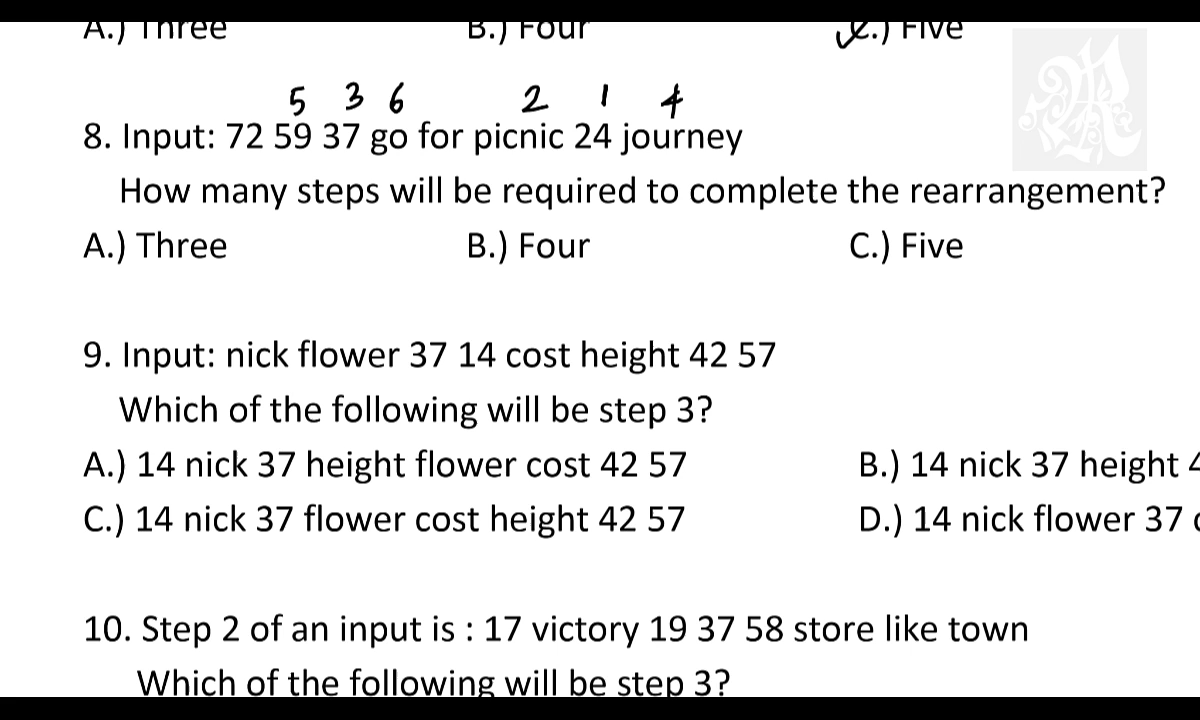 A.) Three B.) Four C.) Five
5 3 6 2 1 4
8. Input: 72 59 37 go for picnic 24 journey
How many steps will be required to complete the rearrangement?
A.) Three B.) Four C.) Five
9. Input: nick flower 37 14 cost height 42 57
Which of the following will be step 3?
A.) 14 nick 37 height flower cost 42 57 B.) 14 nick 37 height
C.) 14 nick 37 flower cost height 42 57 D.) 14 nick flower 37
10. Step 2 of an input is : 17 victory 19 37 58 store like town
Which of the following will be step 3?